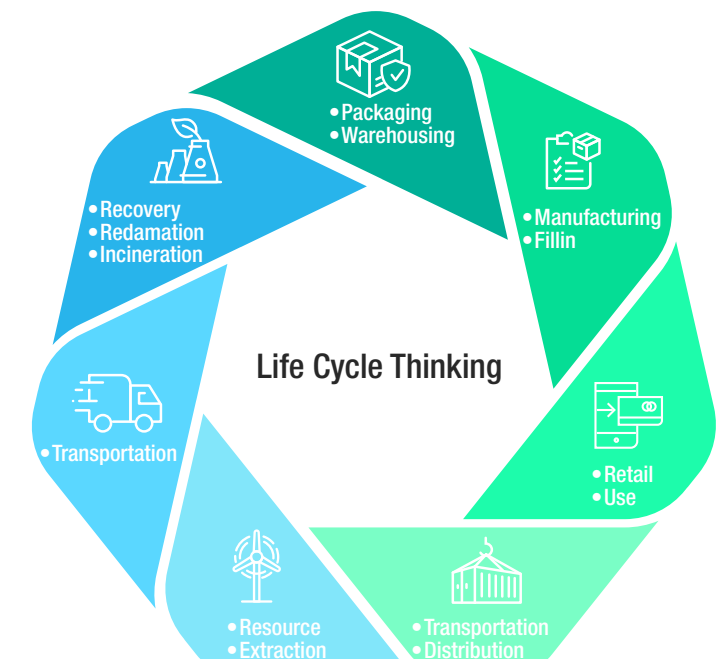 • Packaging
• Warehousing
• Manufacturing
• Fillin
• Recovery
• Redamation
• Incineration
Life Cycle Thinking
• Transportation
• Retail
• Use
• Resource
• Extraction
• Transportation
• Distribution